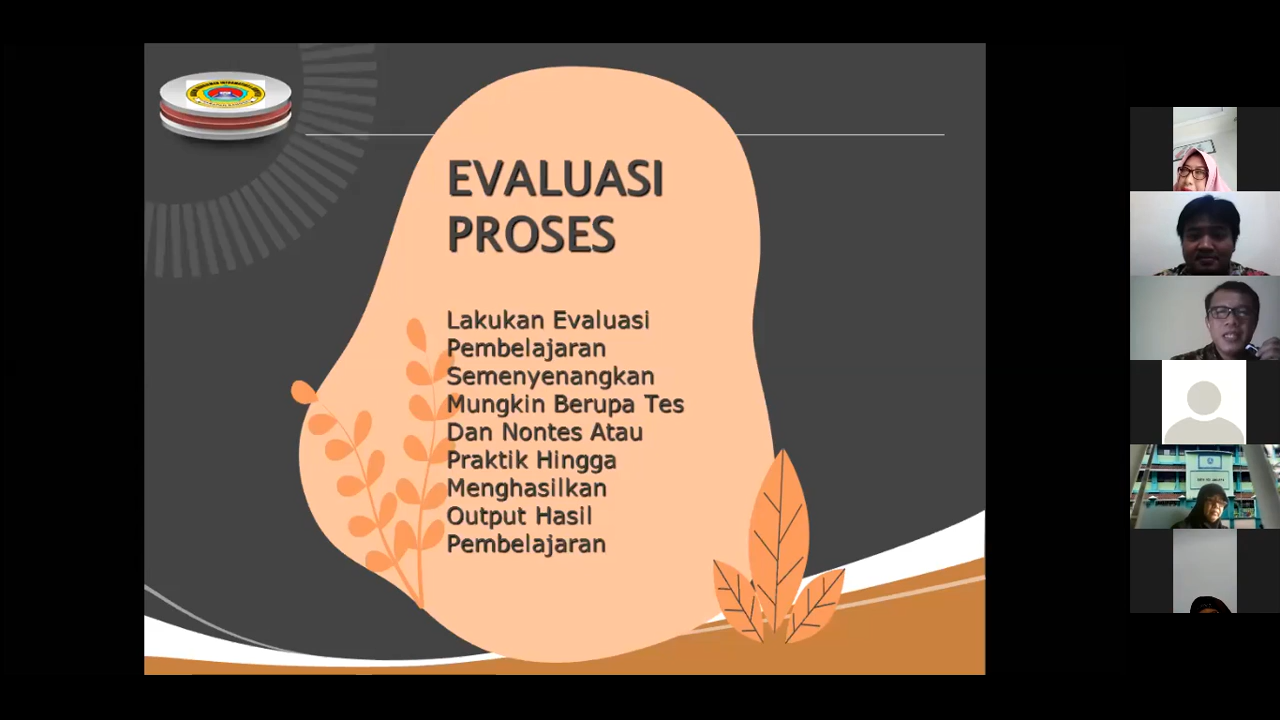 EVALUASI
PROSES
Lakukan Evaluasi
Pembelajaran
Semenyenangkan
Mungkin Berupa Tes
Dan Nontes Atau
Praktik Hingga
Menghasilkan
Output Hasil
Pembelajaran